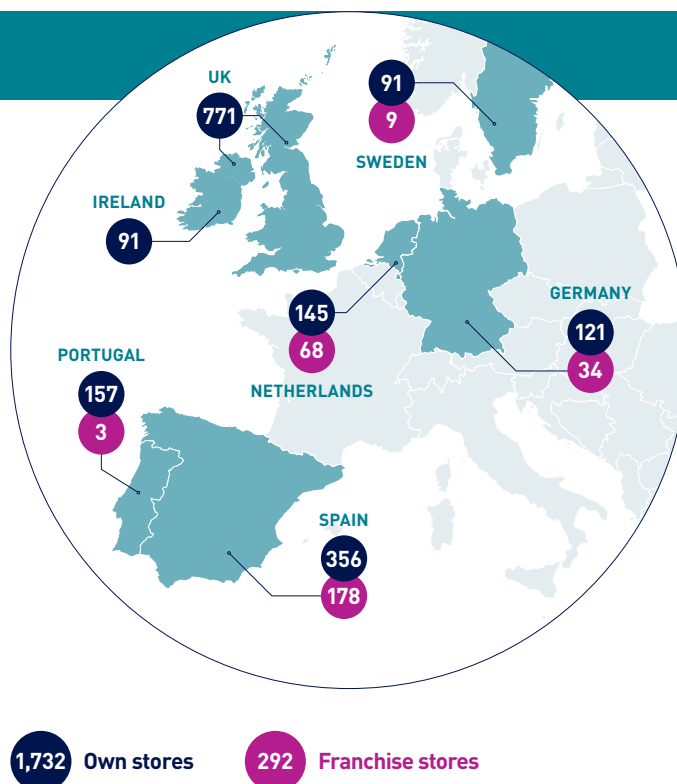 UK
771
91
9
SWEDEN
IRELAND
91
145
68
NETHERLANDS
GERMANY
121
34
PORTUGAL
157
3
SPAIN
356
178
1,732 Own stores
292 Franchise stores